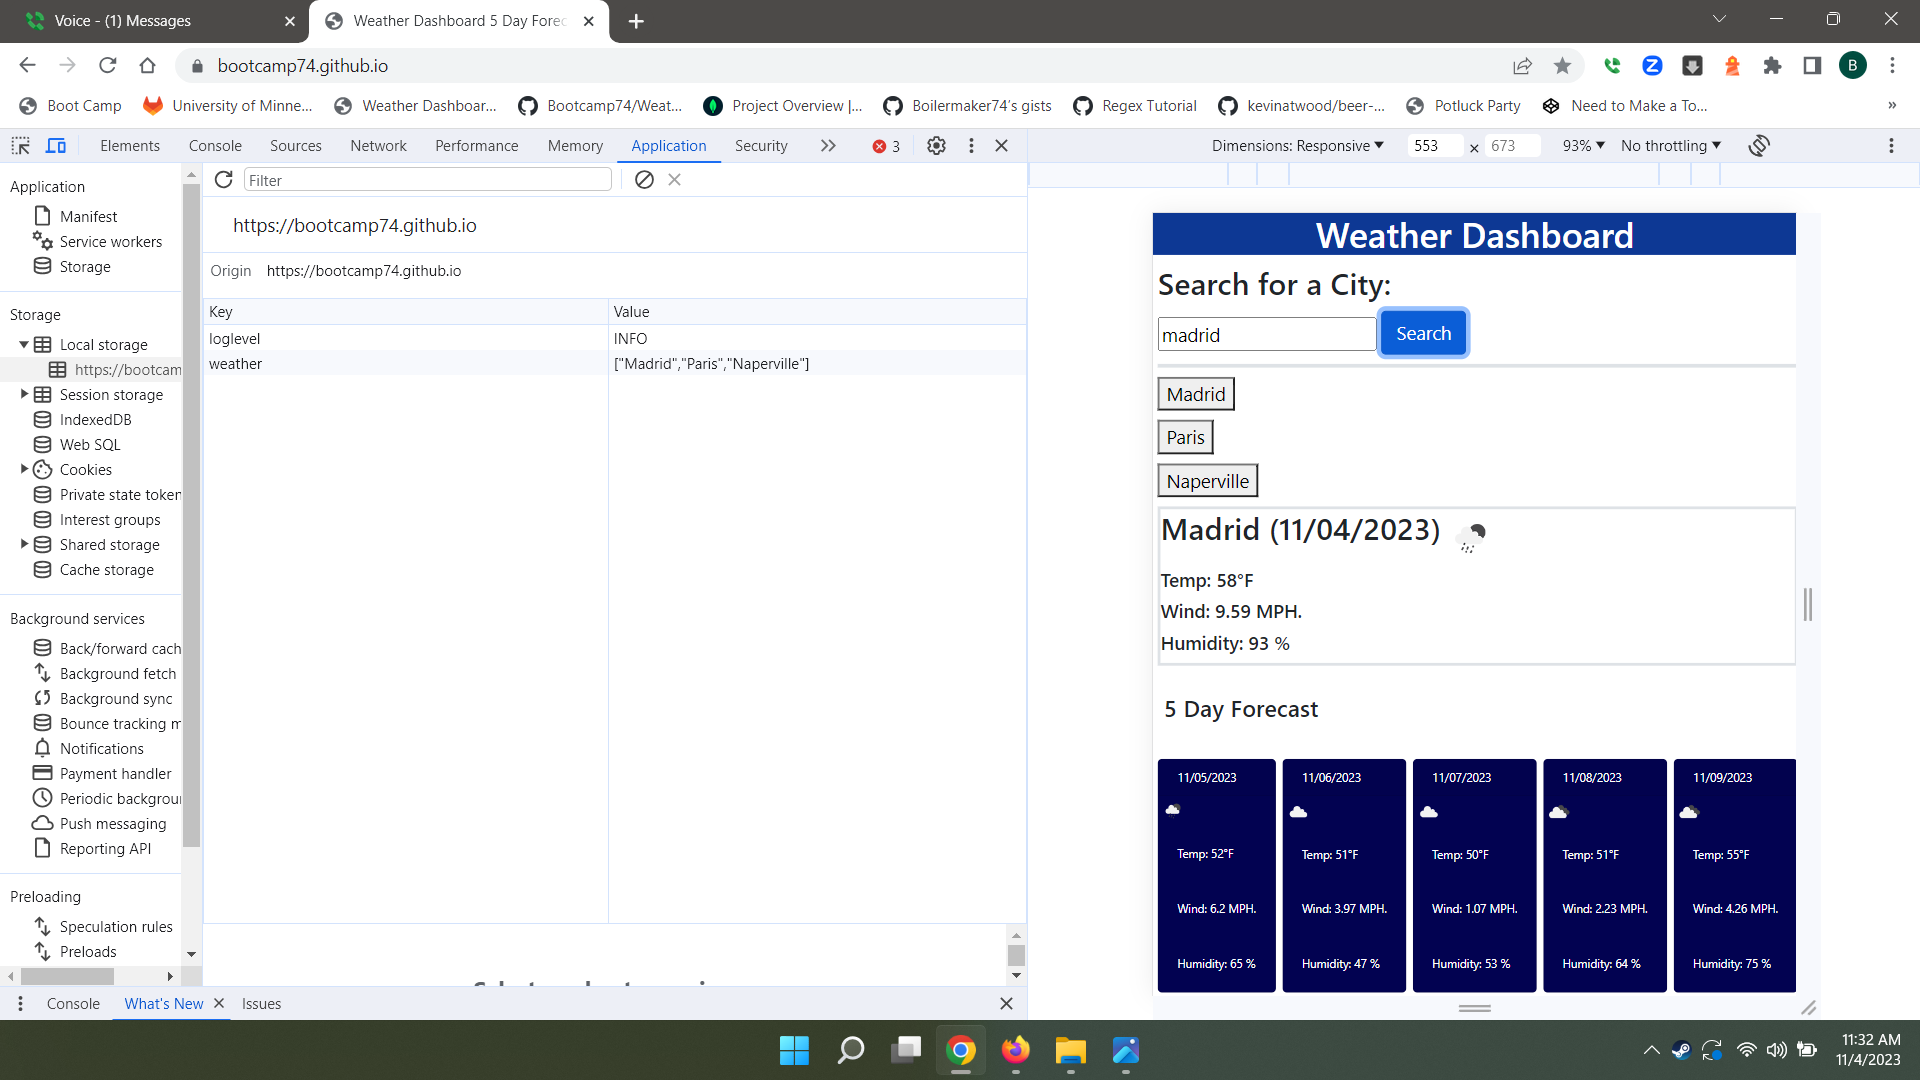 Voice - (1) Messages
Weather Dashboard 5 Day Forec
bootcamp74.github.io
B
Boot Camp
University of Minne...
Weather Dashboar...
Bootcamp74/Weat...
Project Overview |...
Boilermaker74's gists
Regex Tutorial
kevinatwood/beer-...
Potluck Party
Need to Make a To...
»
Elements
Console
Sources
Network
Performance
Memory
Application
Security
3
Dimensions: Responsive
553
×
673
93%
No throttling
Application
Manifest
Service workers
Storage
Storage
Local storage
https://bootcam
Session storage
IndexedDB
Web SQL
Cookies
Private state token
Interest groups
Shared storage
Cache storage
Background services
Back/forward cach
Background fetch
Background sync
Bounce tracking m
Notifications
Payment handler
Periodic backgrou
Push messaging
Reporting API
Preloading
Speculation rules
Preloads
Filter
https://bootcamp74.github.io
Origin https://bootcamp74.github.io
Key Value
loglevel INFO
weather ["Madrid","Paris","Naperville"]
Console
What's New
Issues
Weather Dashboard
Search for a City:
madrid
Search
Madrid
Paris
Naperville
Madrid (11/04/2023)
Temp: 58°F
Wind: 9.59 MPH.
Humidity: 93 %
5 Day Forecast
11/05/2023
Temp: 52°F
Wind: 6.2 MPH.
Humidity: 65 %
11/06/2023
Temp: 51°F
Wind: 3.97 MPH.
Humidity: 47 %
11/07/2023
Temp: 50°F
Wind: 1.07 MPH.
Humidity: 53 %
11/08/2023
Temp: 51°F
Wind: 2.23 MPH.
Humidity: 64 %
11/09/2023
Temp: 55°F
Wind: 4.26 MPH.
Humidity: 75 %
11:32 AM
11/4/2023